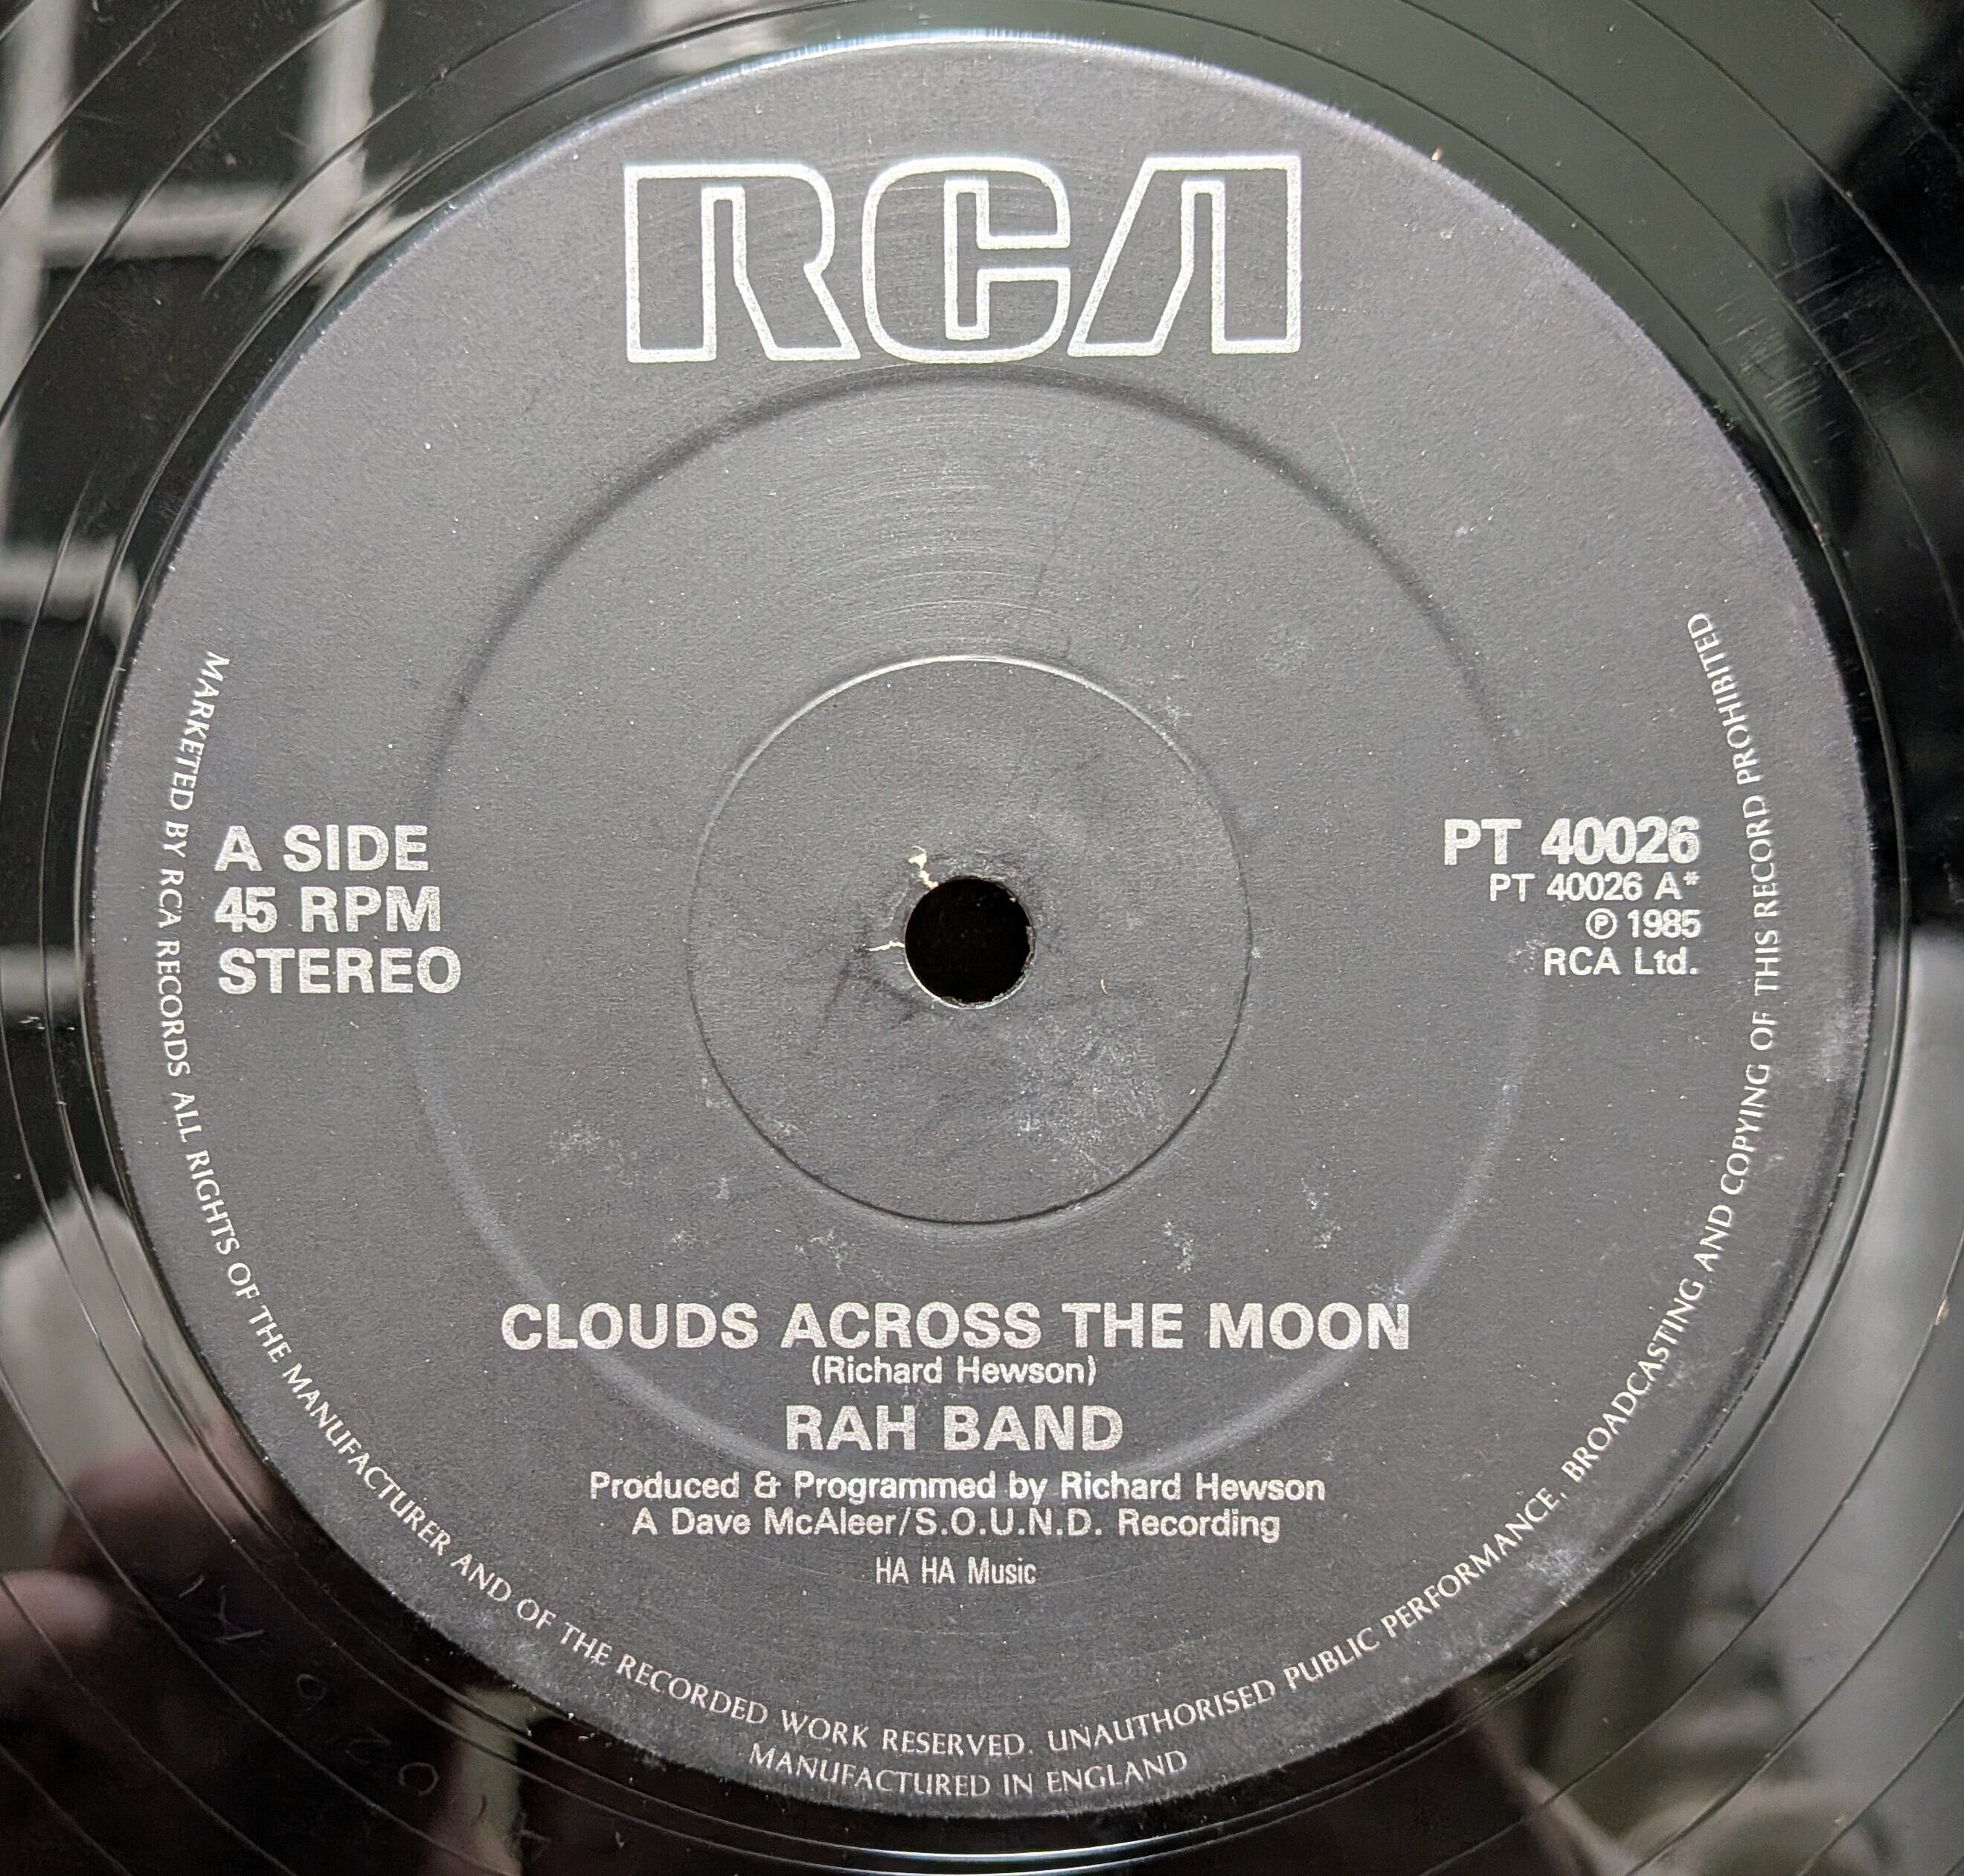 RCA
A SIDE
45 RPM
STEREO
PT 40026
PT 40026 A*
℗ 1985
RCA Ltd.
CLOUDS ACROSS THE MOON
(Richard Hewson)
RAH BAND
Produced & Programmed by Richard Hewson
A Dave McAleer/S.O.U.N.D. Recording
HA HA Music
MARKETED BY RCA RECORDS ALL RIGHTS OF THE MANUFACTURER AND OF THE RECORDED WORK RESERVED. UNAUTHORISED PUBLIC PERFORMANCE, BROADCASTING AND COPYING OF THIS RECORD PROHIBITED
MANUFACTURED IN ENGLAND